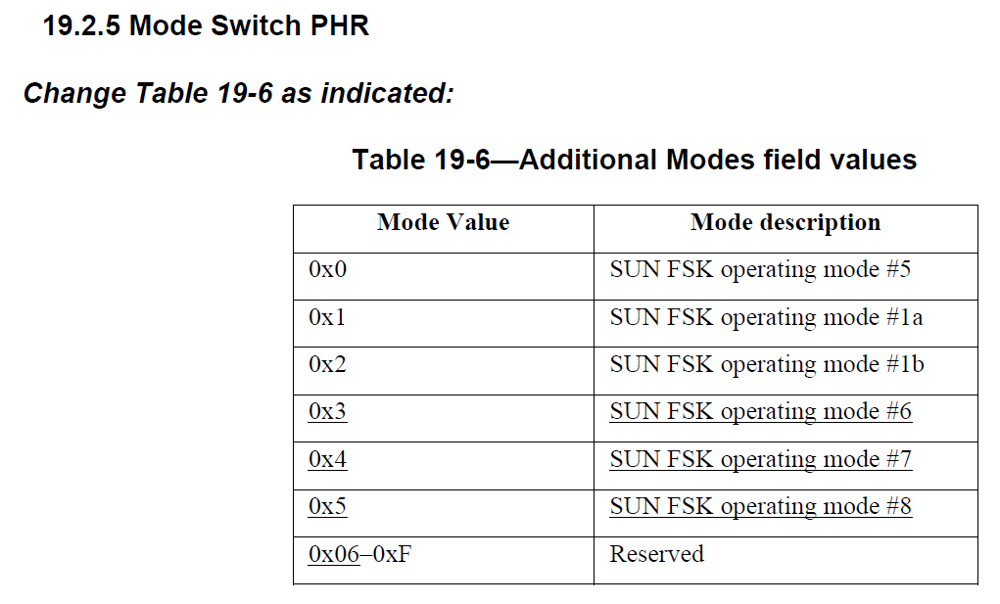 19.2.5 Mode Switch PHR
Change Table 19-6 as indicated:
Table 19-6—Additional Modes field values
Mode Value Mode description
0x0 SUN FSK operating mode #5
0x1 SUN FSK operating mode #1a
0x2 SUN FSK operating mode #1b
0x3 SUN FSK operating mode #6
0x4 SUN FSK operating mode #7
0x5 SUN FSK operating mode #8
0x06–0xF Reserved